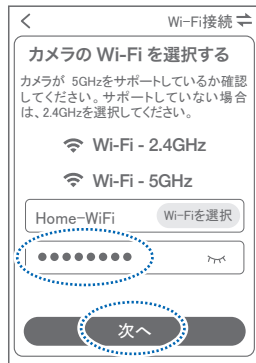 Wi-Fi接続
カメラの Wi-Fi を選択する
カメラが 5GHzをサポートしているか確認
してください。サポートしていない場合
は、2.4GHzを選択してください。
Wi-Fi - 2.4GHz
Wi-Fi - 5GHz
Home-WiFi
Wi-Fiを選択
●●●●●●●●
次へ